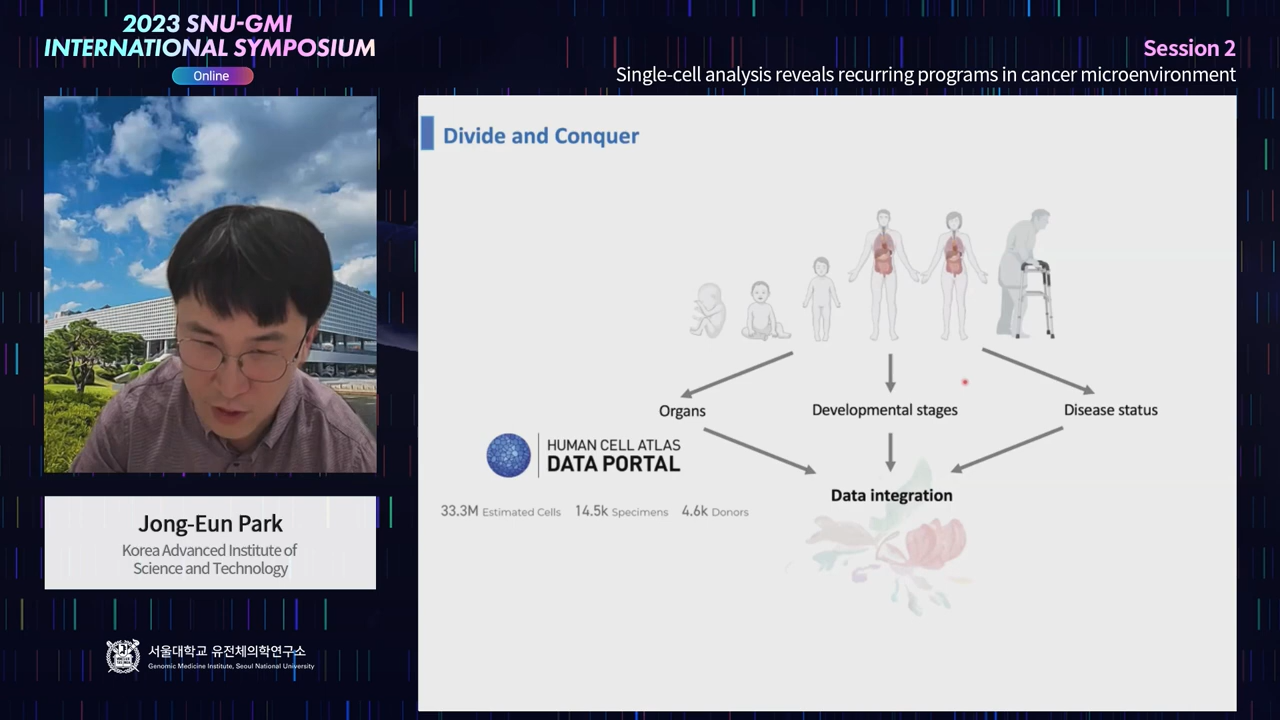 2023 SNU-GMI
INTERNATIONAL SYMPOSIUM
Online
Session 2
Single-cell analysis reveals recurring programs in cancer microenvironment
Divide and Conquer
Organs
Developmental stages
Disease status
HUMAN CELL ATLAS
DATA PORTAL
Data integration
33.3M Estimated Cells 14.5k Specimens 4.6k Donors
Jong-Eun Park
Korea Advanced Institute of
Science and Technology
서울대학교 유전체의학연구소
Genomic Medicine Institute, Seoul National University